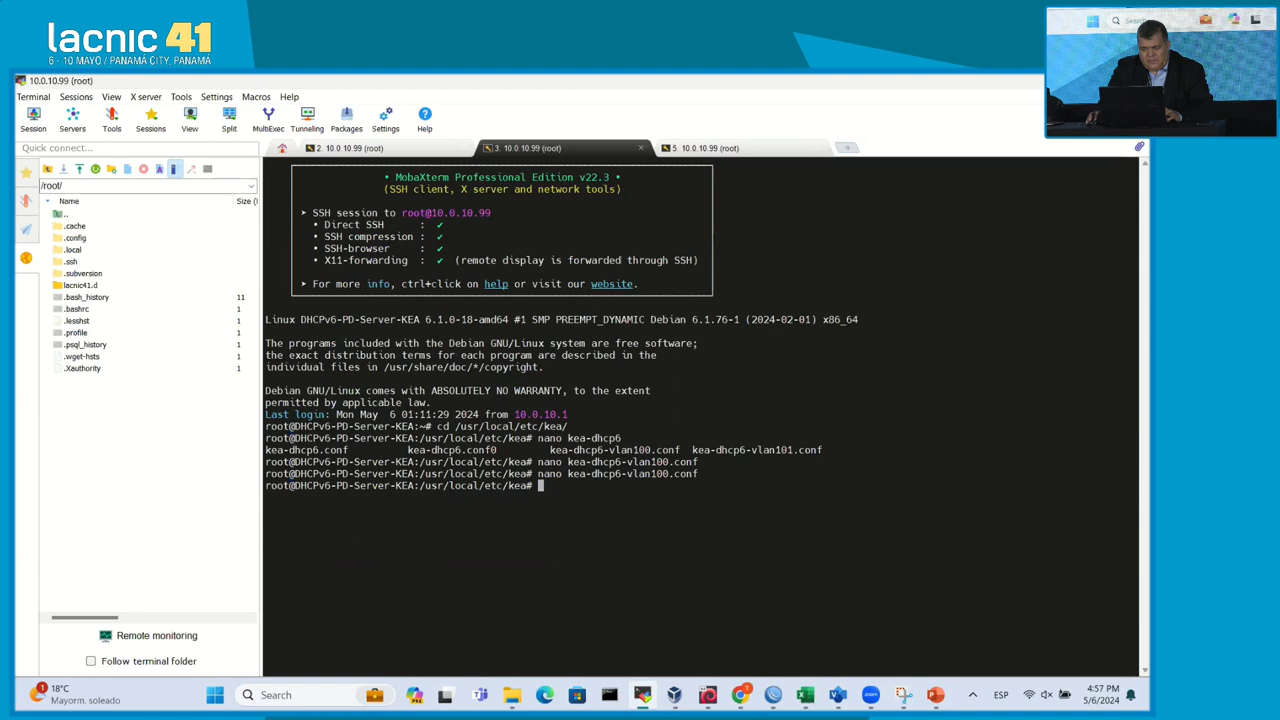 lacnic 41
6 - 10 MAYO / PANAMÁ CITY, PANAMÁ
Search
10.0.10.99 (root)
Terminal Sessions View X server Tools Settings Macros Help
Session Servers Tools Sessions View Split MultiExec Tunneling Packages Settings Help
Quick connect...
2. 10.0.10.99 (root)
3. 10.0.10.99 (root)
5. 10.0.10.99 (root)
/root/
Name Size (
..
.cache
.config
.local
.ssh
.subversion
lacnic41.d
.bash_history 11
.bashrc 1
.lesshst 1
.profile 1
.psql_history 1
.wget-hsts 1
.Xauthority 1
Remote monitoring
Follow terminal folder
• MobaXterm Professional Edition v22.3 •
(SSH client, X server and network tools)
➤ SSH session to root@10.0.10.99
• Direct SSH : ✔
• SSH compression : ✔
• SSH-browser : ✔
• X11-forwarding : ✔ (remote display is forwarded through SSH)
➤ For more info, ctrl+click on help or visit our website.
Linux DHCPv6-PD-Server-KEA 6.1.0-18-amd64 #1 SMP PREEMPT_DYNAMIC Debian 6.1.76-1 (2024-02-01) x86_64
The programs included with the Debian GNU/Linux system are free software;
the exact distribution terms for each program are described in the
individual files in /usr/share/doc/*/copyright.
Debian GNU/Linux comes with ABSOLUTELY NO WARRANTY, to the extent
permitted by applicable law.
Last login: Mon May 6 01:11:29 2024 from 10.0.10.1
root@DHCPv6-PD-Server-KEA:~# cd /usr/local/etc/kea/
root@DHCPv6-PD-Server-KEA:/usr/local/etc/kea# nano kea-dhcp6
kea-dhcp6.conf kea-dhcp6.conf0 kea-dhcp6-vlan100.conf kea-dhcp6-vlan101.conf
root@DHCPv6-PD-Server-KEA:/usr/local/etc/kea# nano kea-dhcp6-vlan100.conf
root@DHCPv6-PD-Server-KEA:/usr/local/etc/kea# nano kea-dhcp6-vlan100.conf
root@DHCPv6-PD-Server-KEA:/usr/local/etc/kea#
1
18°C
Mayorm. soleado
Search
ESP
4:57 PM
5/6/2024